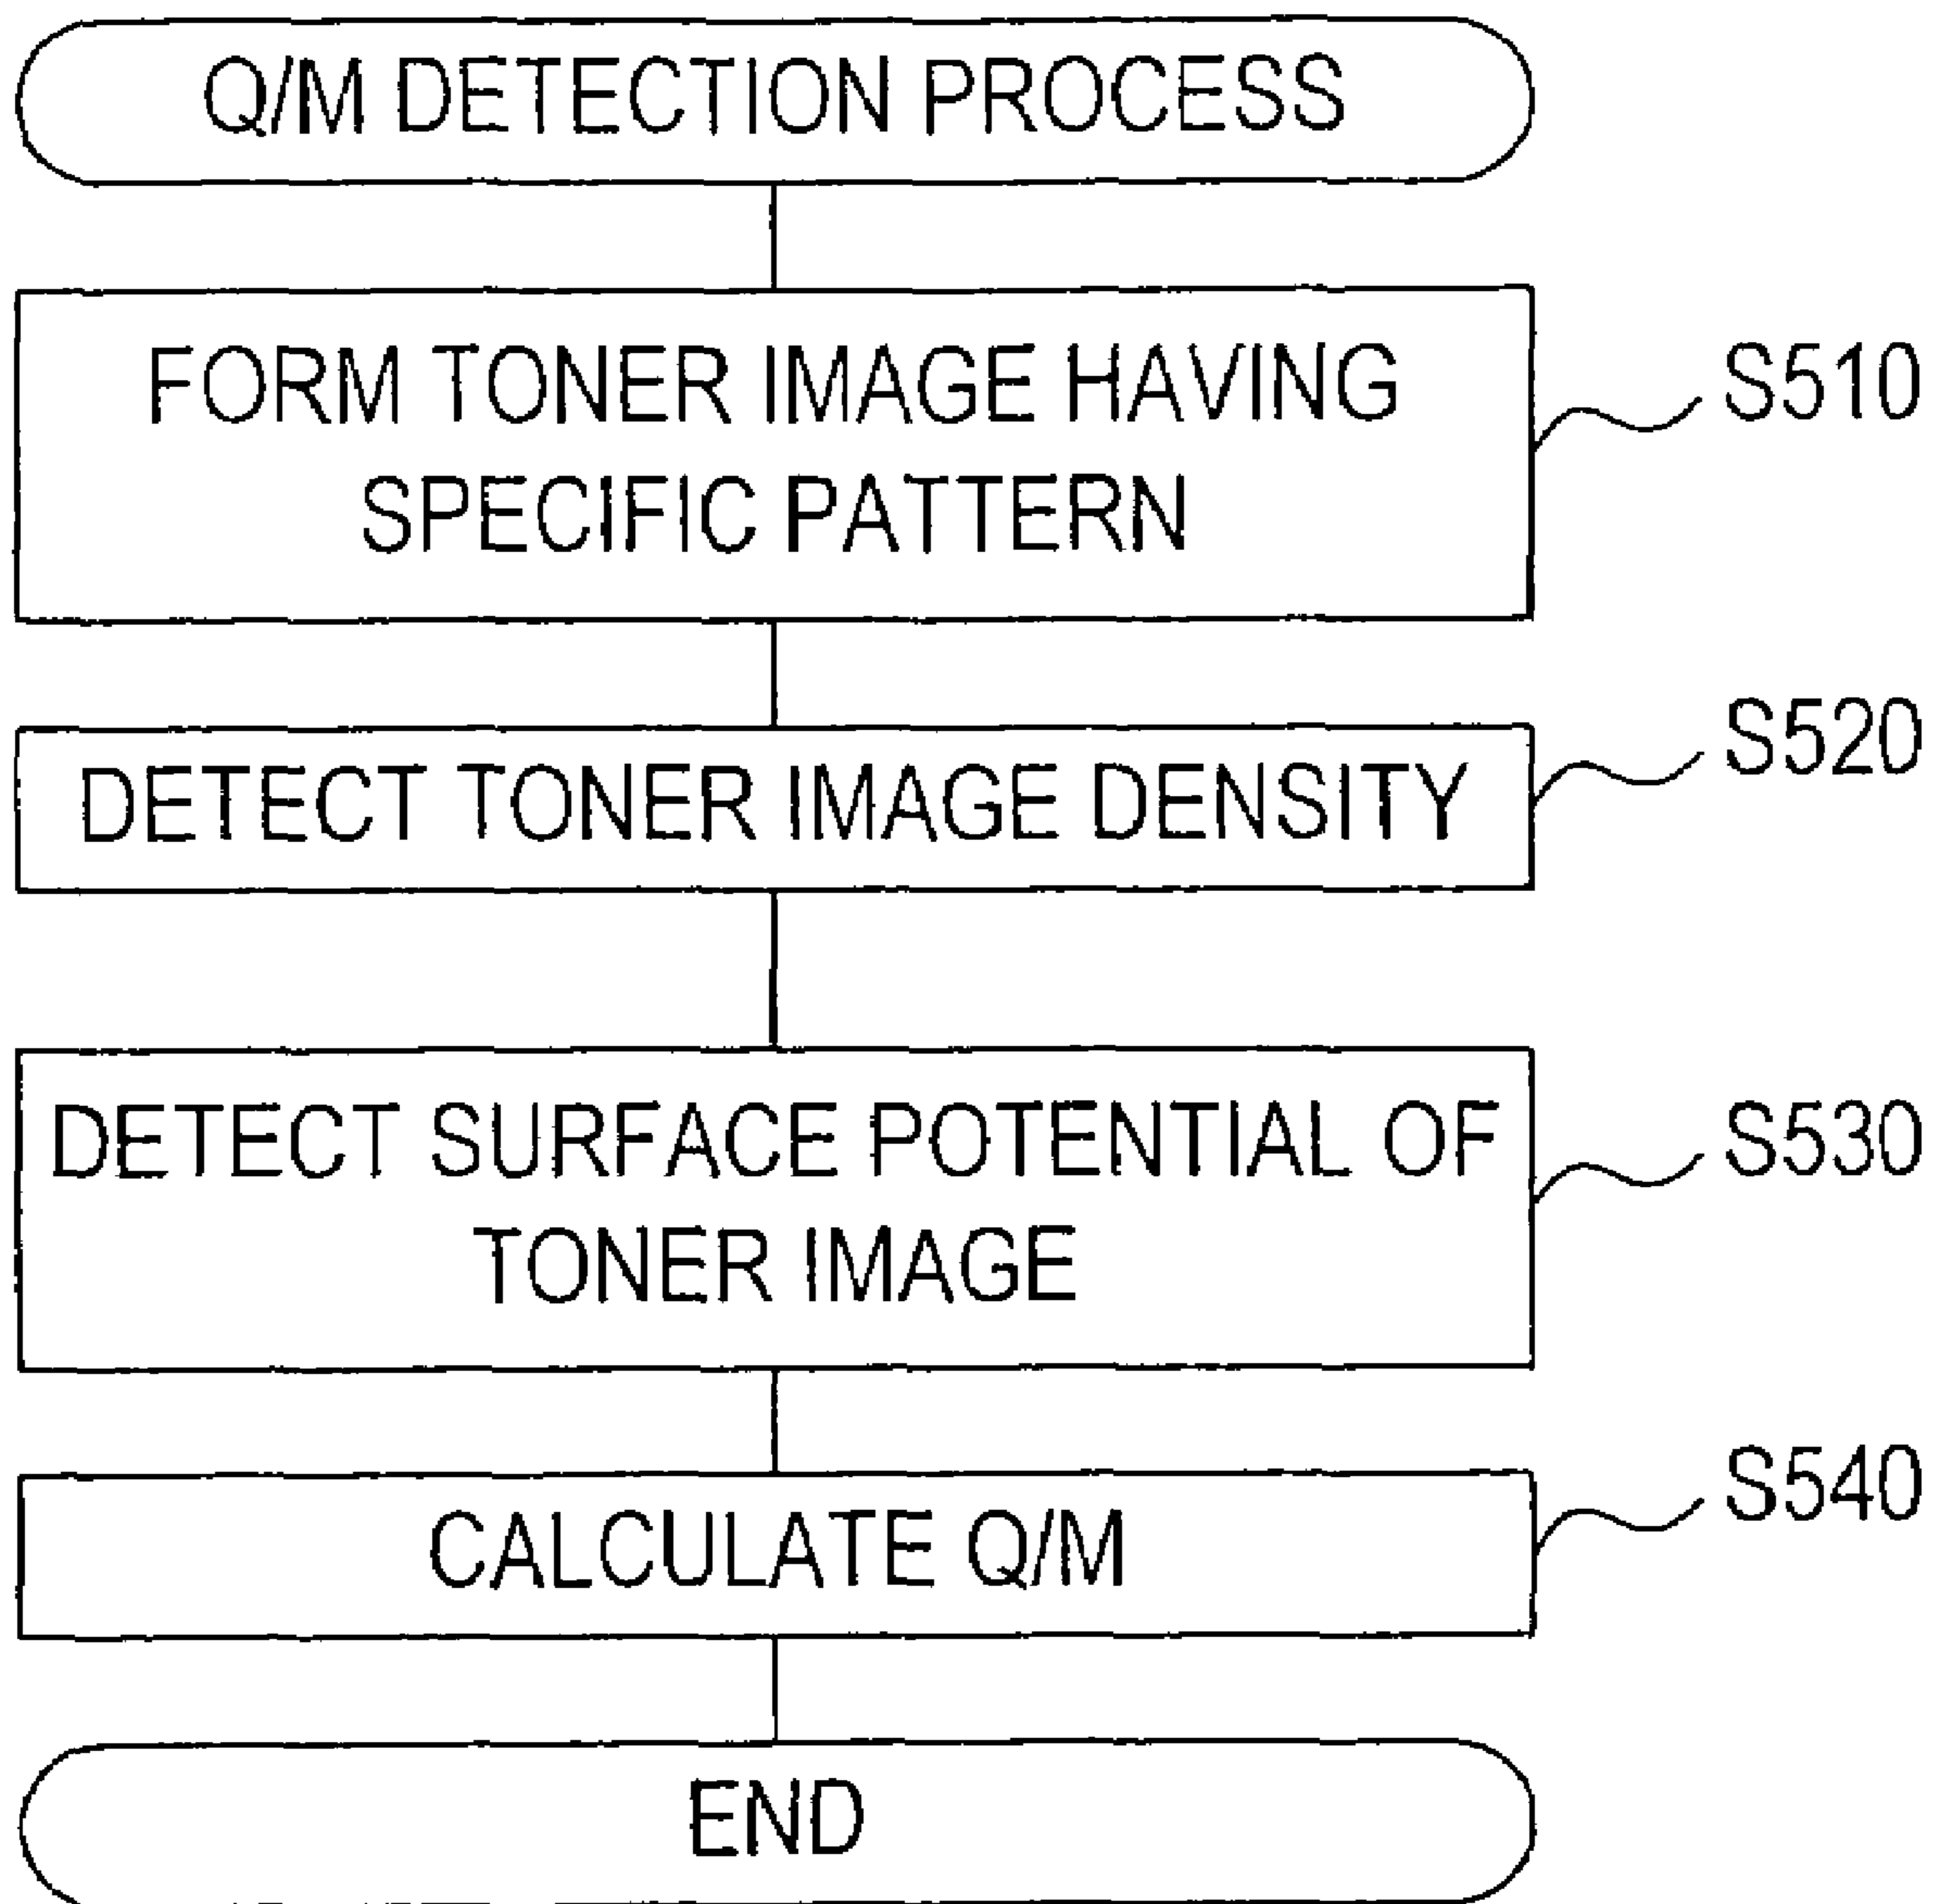 Q/M DETECTION PROCESS
FORM TONER IMAGE HAVING
SPECIFIC PATTERN
S510
DETECT TONER IMAGE DENSITY
S520
DETECT SURFACE POTENTIAL OF
TONER IMAGE
S530
CALCULATE Q/M
S540
END